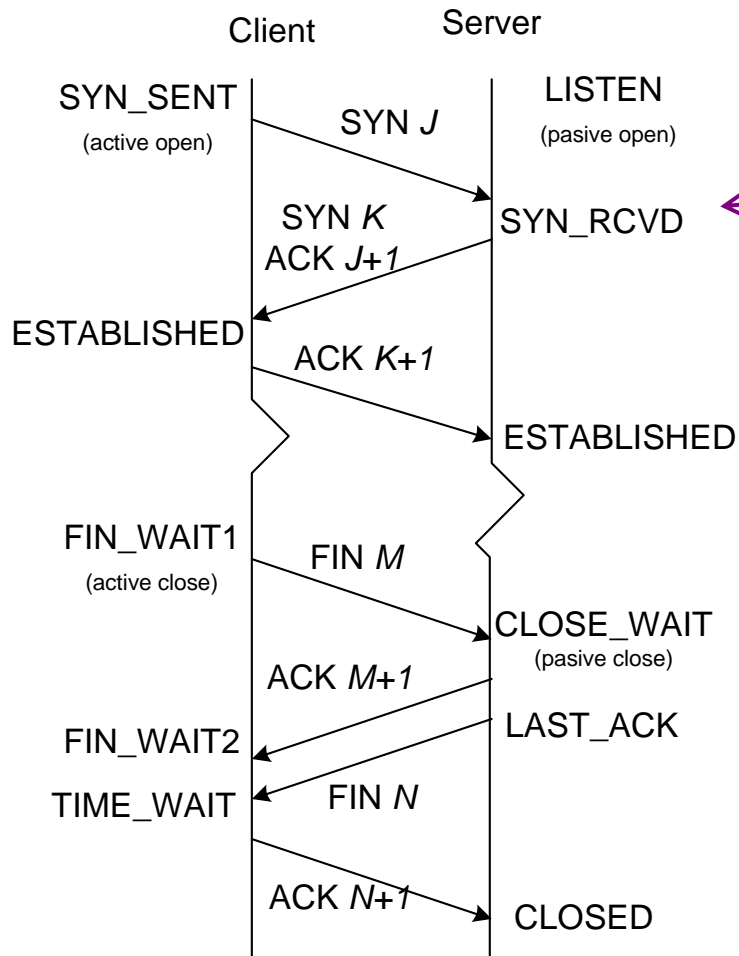 Client
Server
SYN_SENT
(active open)
SYN J
LISTEN
(pasive open)
SYN K
ACK J+1
SYN_RCVD
ESTABLISHED
ACK K+1
ESTABLISHED
FIN_WAIT1
(active close)
FIN M
CLOSE_WAIT
(pasive close)
ACK M+1
LAST_ACK
FIN_WAIT2
FIN N
TIME_WAIT
ACK N+1
CLOSED